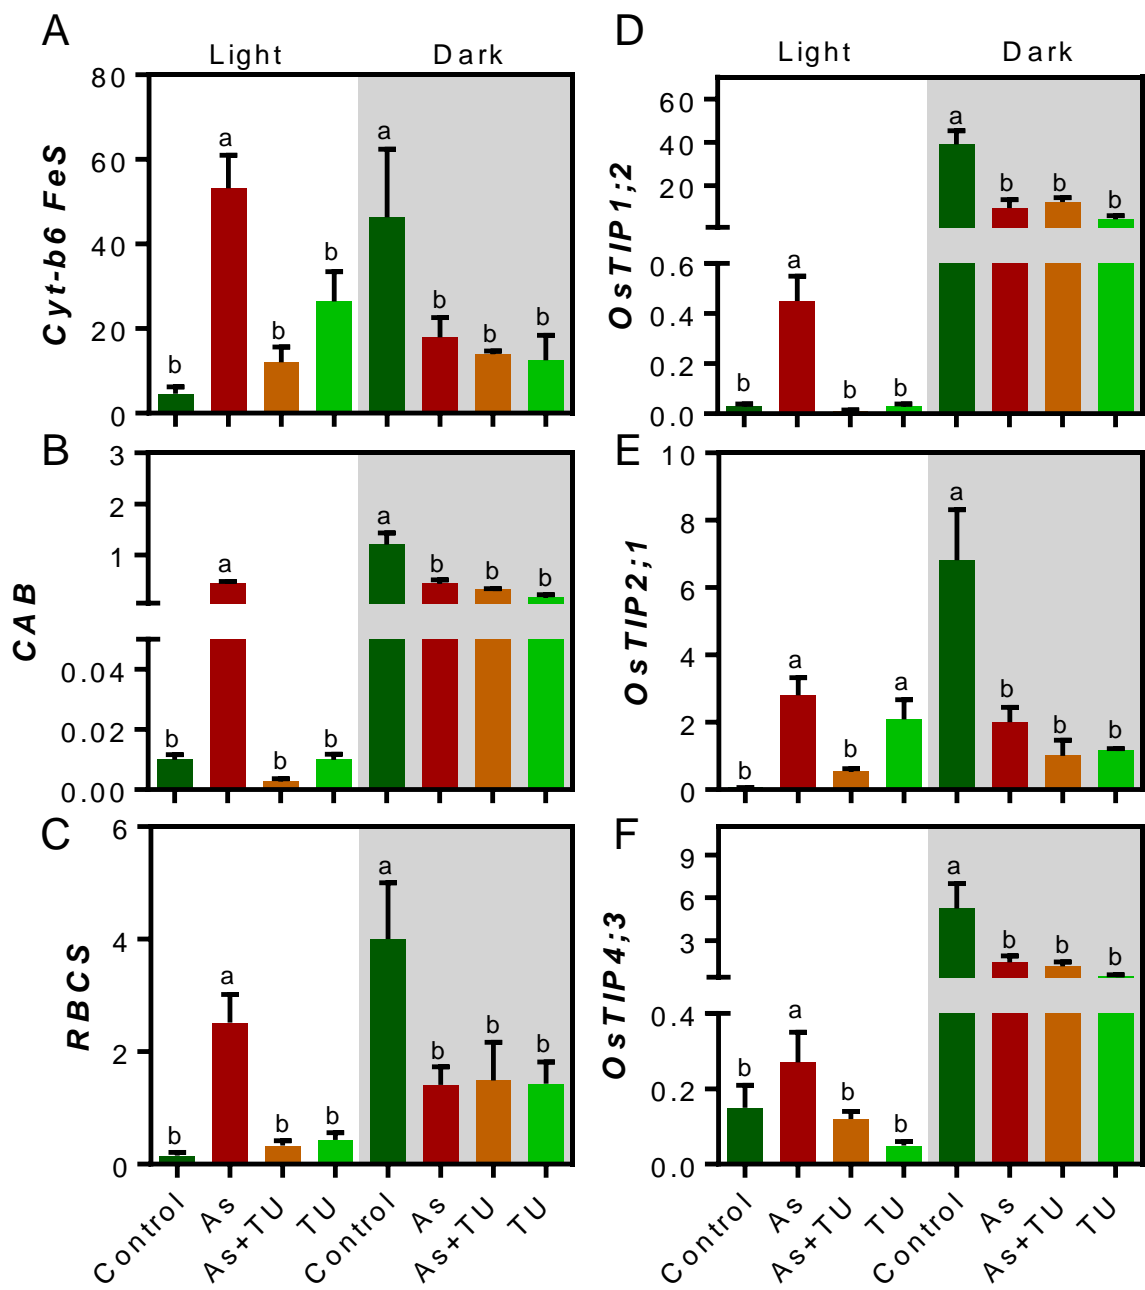 A
Light Dark
Cyt-b6 FeS
80
60
40
20
0
b a b b a b b b
D
Light Dark
OsTIP1;2
60
40
20
0.6
0.4
0.2
0.0
b a b b a b b b
B
CAB
3
2
1
0.04
0.02
0.00
b a b b a b b b
E
OsTIP2;1
10
8
6
4
2
0
b a b a a b b b
C
RBCS
6
4
2
0
b a b b a b b b
Control As As+TU TU Control As As+TU TU
F
OsTIP4;3
9
6
3
0.4
0.2
0.0
b a b b a b b b
Control As As+TU TU Control As As+TU TU